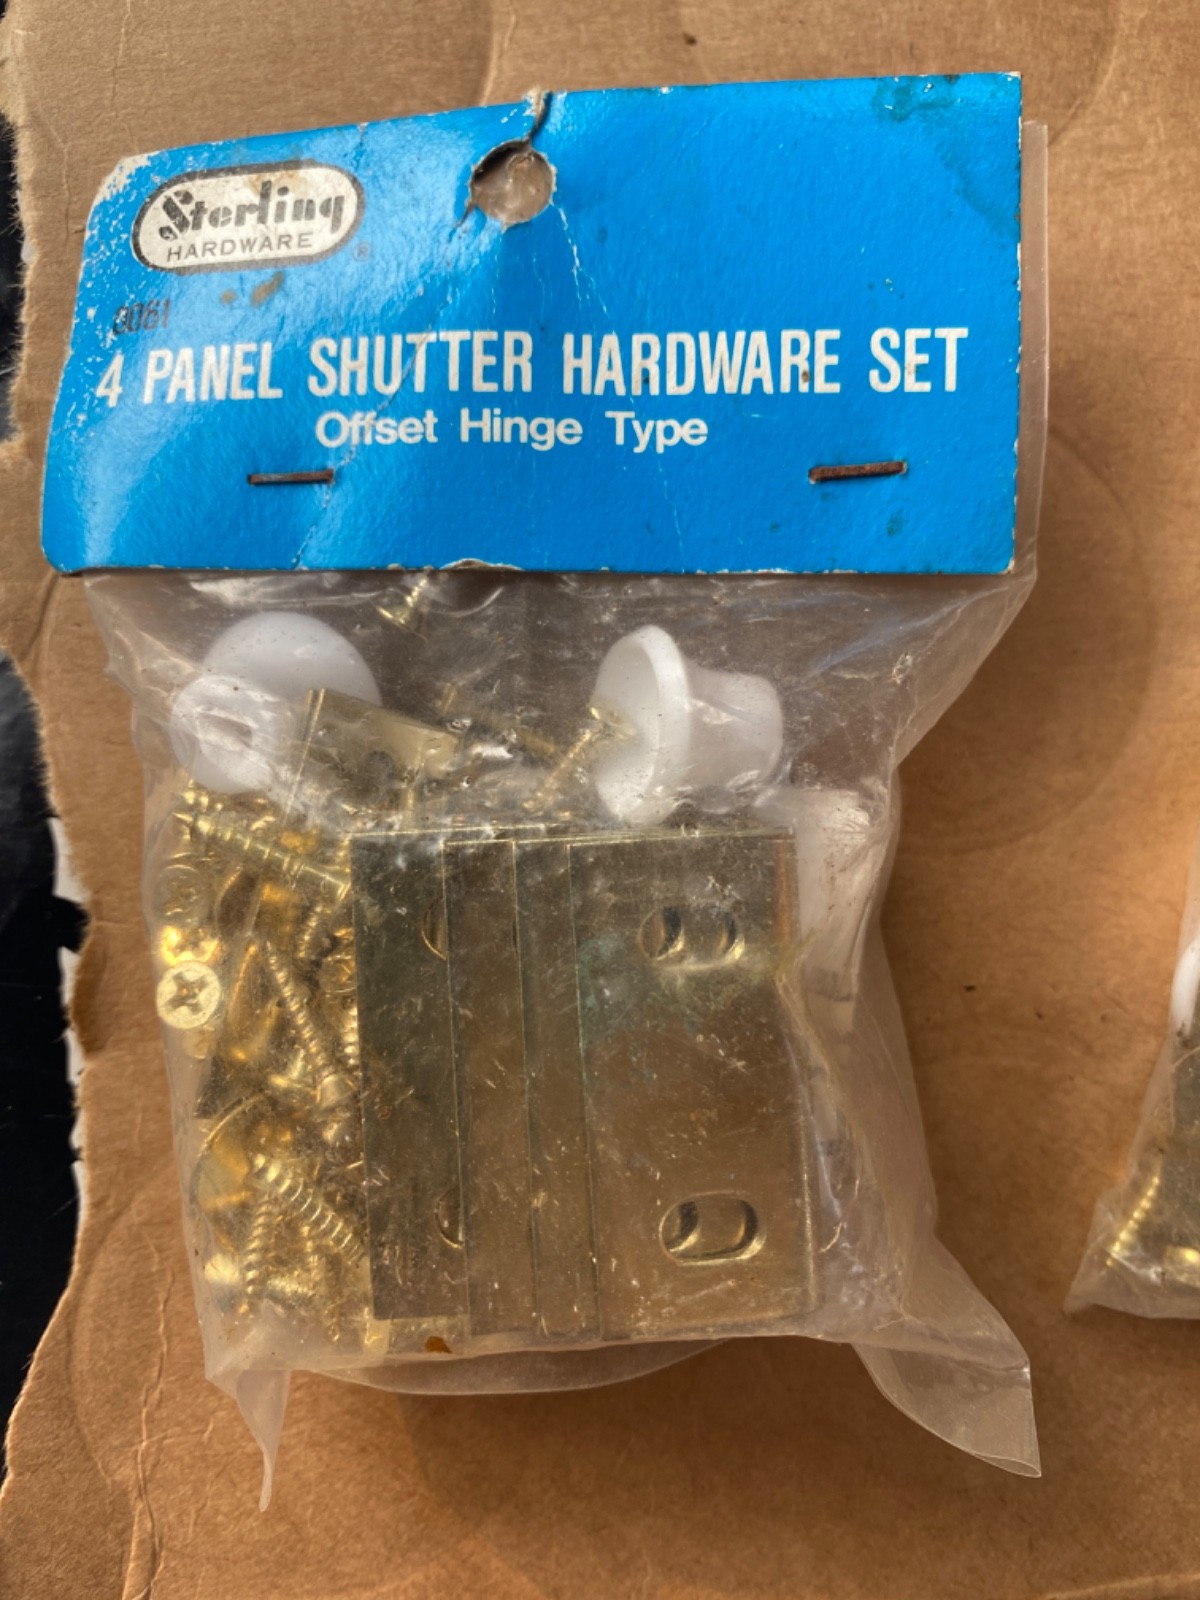 Sterling
HARDWARE
®
4 PANEL SHUTTER HARDWARE SET
Offset Hinge Type